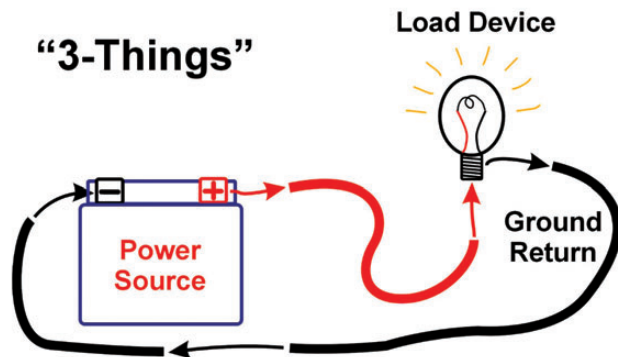 “3-Things”
Load Device
− +
Power
Source
Ground
Return